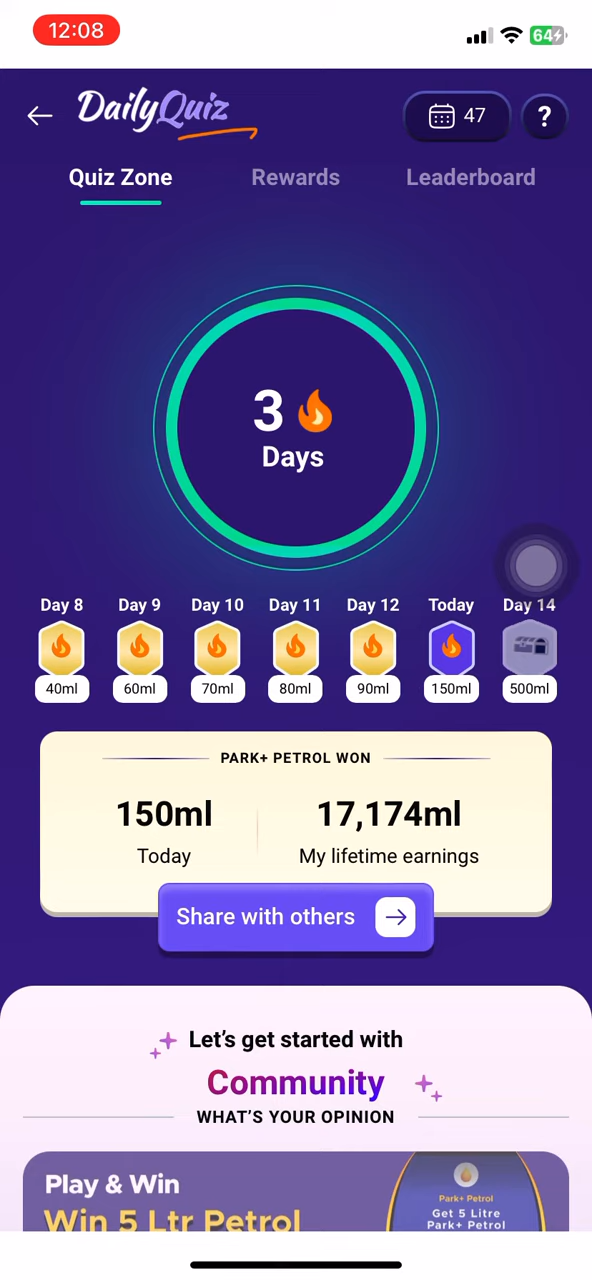 12:08
64
DailyQuiz
47
?
Quiz Zone
Rewards
Leaderboard
3
Days
Day 8
Day 9
Day 10
Day 11
Day 12
Today
Day 14
40ml
60ml
70ml
80ml
90ml
150ml
500ml
PARK+ PETROL WON
150ml
17,174ml
Today
My lifetime earnings
Share with others
Let's get started with
Community
WHAT'S YOUR OPINION
Play & Win
Win 5 Ltr Petrol
Park+ Petrol
Get 5 Litre
Park+ Petrol